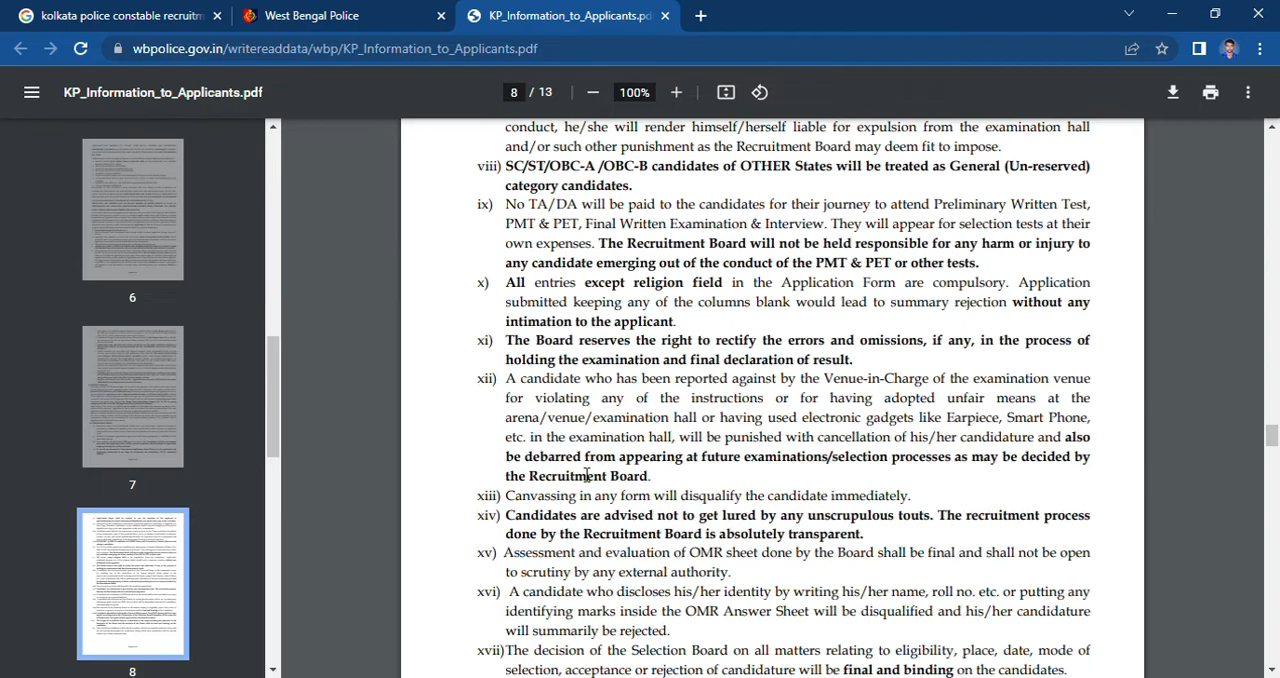 kolkata police constable recruitm
West Bengal Police
KP_Information_to_Applicants.pd
wbpolice.gov.in/writereaddata/wbp/KP_Information_to_Applicants.pdf
KP_Information_to_Applicants.pdf
8 / 13
100%
6
7
8
conduct, he/she will render himself/herself liable for expulsion from the examination hall
and/or such other punishment as the Recruitment Board may deem fit to impose.
viii) SC/ST/OBC-A /OBC-B candidates of OTHER States will be treated as General (Un-reserved)
category candidates.
ix) No TA/DA will be paid to the candidates for their journey to attend Preliminary Written Test,
PMT & PET, Final Written Examination & Interview. They will appear for selection tests at their
own expenses. The Recruitment Board will not be held responsible for any harm or injury to
any candidate emerging out of the conduct of the PMT & PET or other tests.
x) All entries except religion field in the Application Form are compulsory. Application
submitted keeping any of the columns blank would lead to summary rejection without any
intimation to the applicant.
xi) The Board reserves the right to rectify the errors and omissions, if any, in the process of
holding the examination and final declaration of result.
xii) A candidate who has been reported against by the Venue-in-Charge of the examination venue
for violating any of the instructions or for having adopted unfair means at the
arena/venue/examination hall or having used electronic gadgets like Earpiece, Smart Phone,
etc. in the examination hall, will be punished with cancellation of his/her candidature and also
be debarred from appearing at future examinations/selection processes as may be decided by
the Recruitment Board.
xiii) Canvassing in any form will disqualify the candidate immediately.
xiv) Candidates are advised not to get lured by any unscrupulous touts. The recruitment process
done by the Recruitment Board is absolutely transparent.
xv) Assessment and evaluation of OMR sheet done by the Board shall be final and shall not be open
to scrutiny by any external authority.
xvi) A candidate who discloses his/her identity by writing his/her name, roll no. etc. or putting any
identifying marks inside the OMR Answer Sheet will be disqualified and his/her candidature
will summarily be rejected.
xvii)The decision of the Selection Board on all matters relating to eligibility, place, date, mode of
selection, acceptance or rejection of candidature will be final and binding on the candidates.